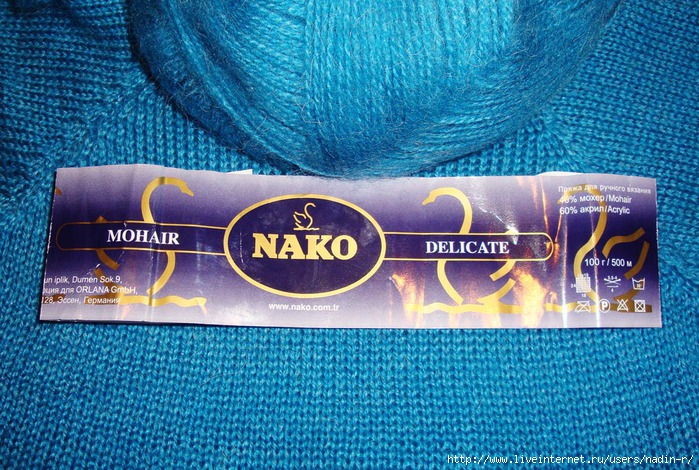 MOHAIR
NAKO
DELICATE
Пряжа для ручного вязания
40% мохер/Mohair
60% акрил/Acrylic
100 г / 500 м
un iplik, Dumen Sok.9,
ция для ORLANA GmbH,
128, Эссен, Германия
www.nako.com.tr
http://www.liveinternet.ru/users/nadin-r/